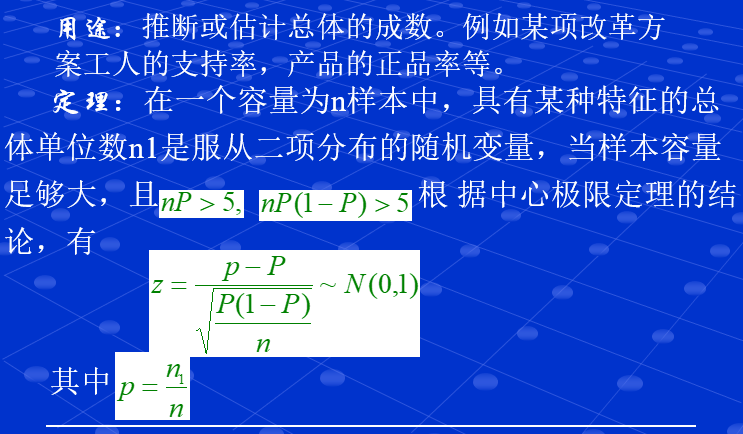 用途：推断或估计总体的成数。例如某项改革方
案工人的支持率，产品的正品率等。
定理：在一个容量为n样本中，具有某种特征的总
体单位数n1是服从二项分布的随机变量，当样本容量
足够大，且 nP > 5, nP(1 − P) > 5 根 据中心极限定理的结
论，有
z = \frac{p − P}{\sqrt{\frac{P(1 − P)}{n}}} ~ N(0,1)
其中 p = \frac{n_1}{n}